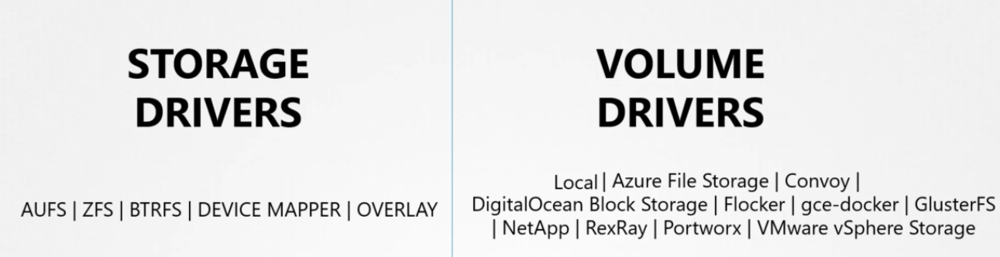 STORAGE
DRIVERS
AUFS | ZFS | BTRFS | DEVICE MAPPER | OVERLAY
VOLUME
DRIVERS
Local | Azure File Storage | Convoy |
DigitalOcean Block Storage | Flocker | gce-docker | GlusterFS
| NetApp | RexRay | Portworx | VMware vSphere Storage